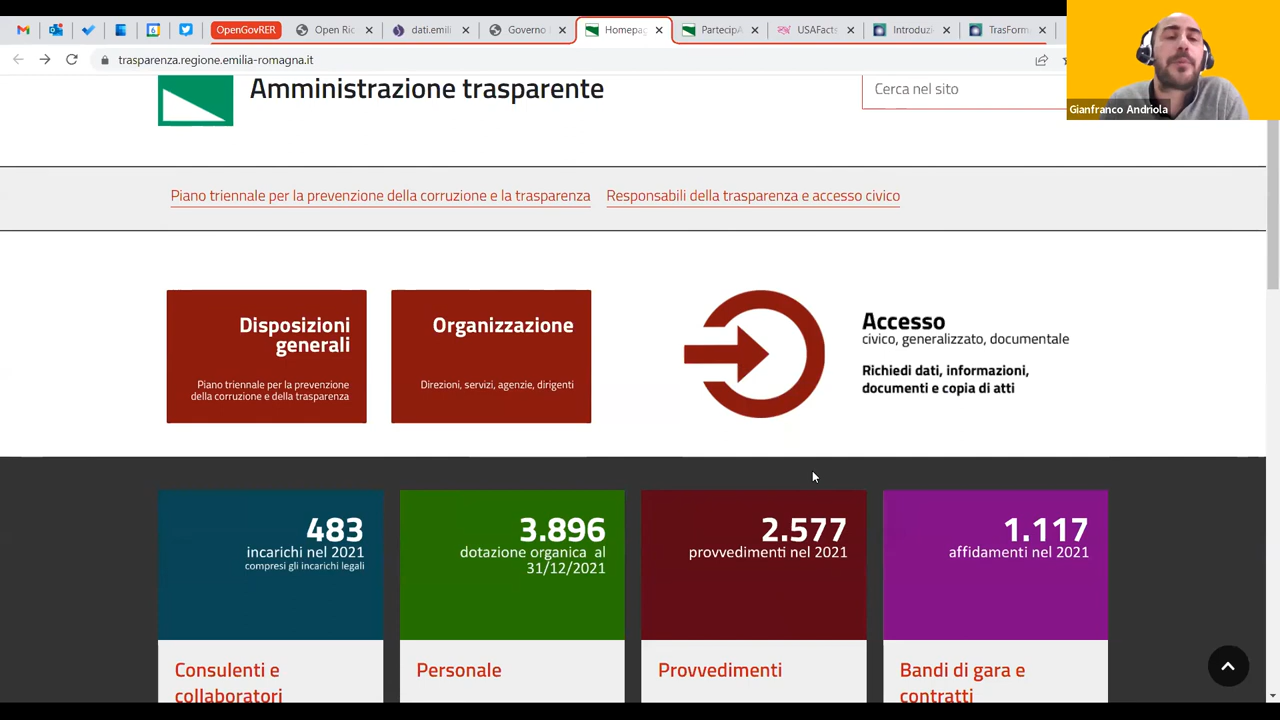 OpenGovRER
Open Ric
dati.emili
Governo
Homepag
Partecip
USAFacts
Introduzi
TrasForm
trasparenza.regione.emilia-romagna.it
Gianfranco Andriola
Amministrazione trasparente
Cerca nel sito
Piano triennale per la prevenzione della corruzione e la trasparenza
Responsabili della trasparenza e accesso civico
Disposizioni
generali
Piano triennale per la prevenzione
della corruzione e della trasparenza
Organizzazione
Direzioni, servizi, agenzie, dirigenti
Accesso
civico, generalizzato, documentale
Richiedi dati, informazioni,
documenti e copia di atti
483
incarichi nel 2021
compresi gli incarichi legali
3.896
dotazione organica al
31/12/2021
2.577
provvedimenti nel 2021
1.117
affidamenti nel 2021
Consulenti e
collaboratori
Personale
Provvedimenti
Bandi di gara e
contratti